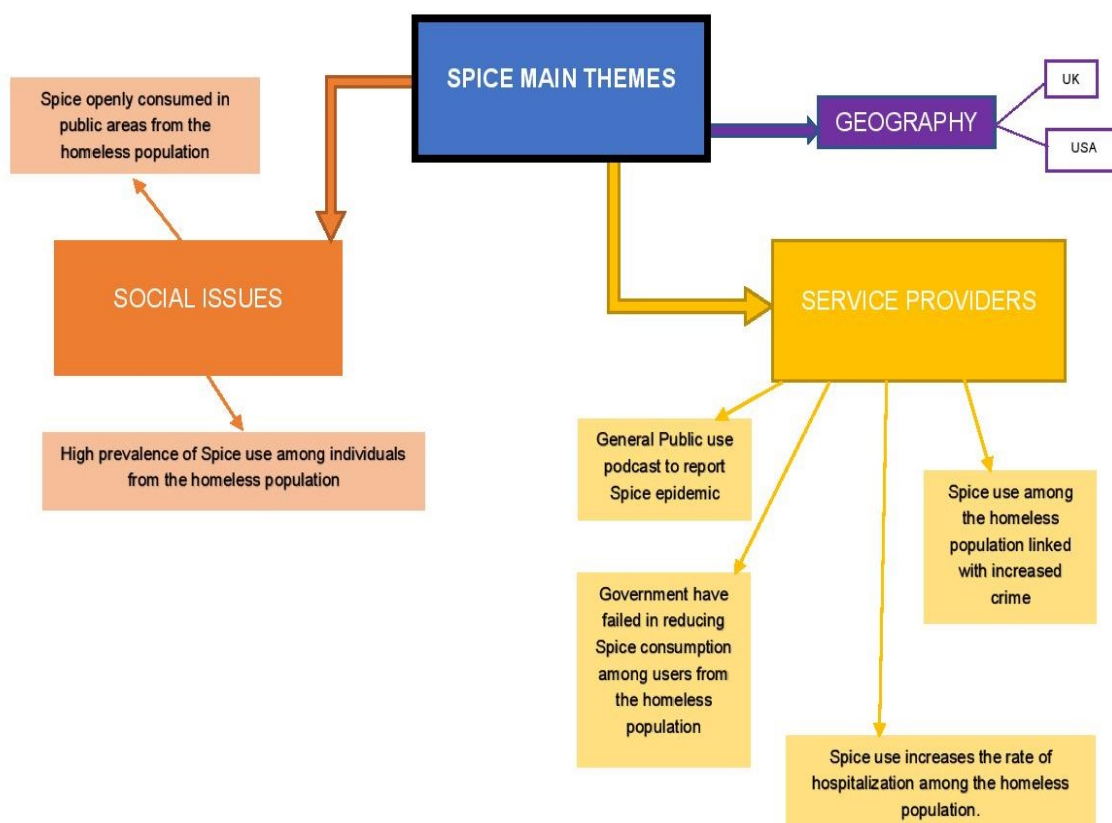 SPICE MAIN THEMES
GEOGRAPHY
UK
USA
Spice openly consumed in
public areas from the
homeless population
SOCIAL ISSUES
High prevalence of Spice use among individuals
from the homeless population
SERVICE PROVIDERS
General Public use
podcast to report
Spice epidemic
Government have
failed in reducing
Spice consumption
among users from
the homeless
population
Spice use increases the rate of
hospitalization among the homeless
population.
Spice use among
the homeless
population linked
with increased
crime